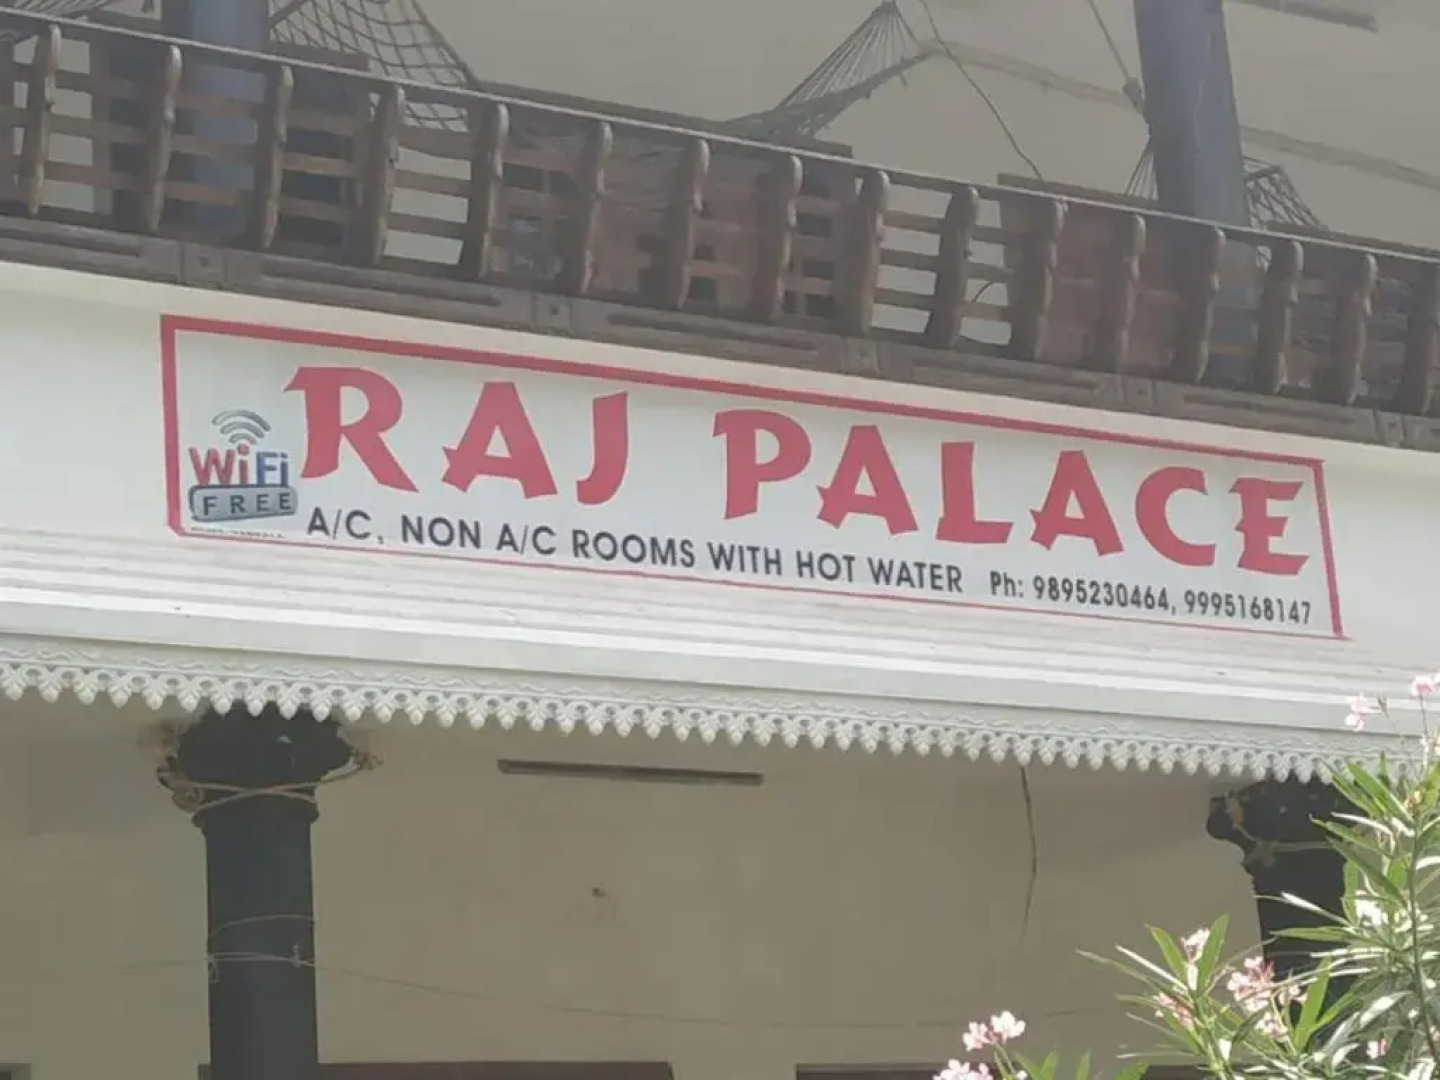 WiFi
FREE
RAJ PALACE
A/C, NON A/C ROOMS WITH HOT WATER Ph: 9895230464, 9995168147